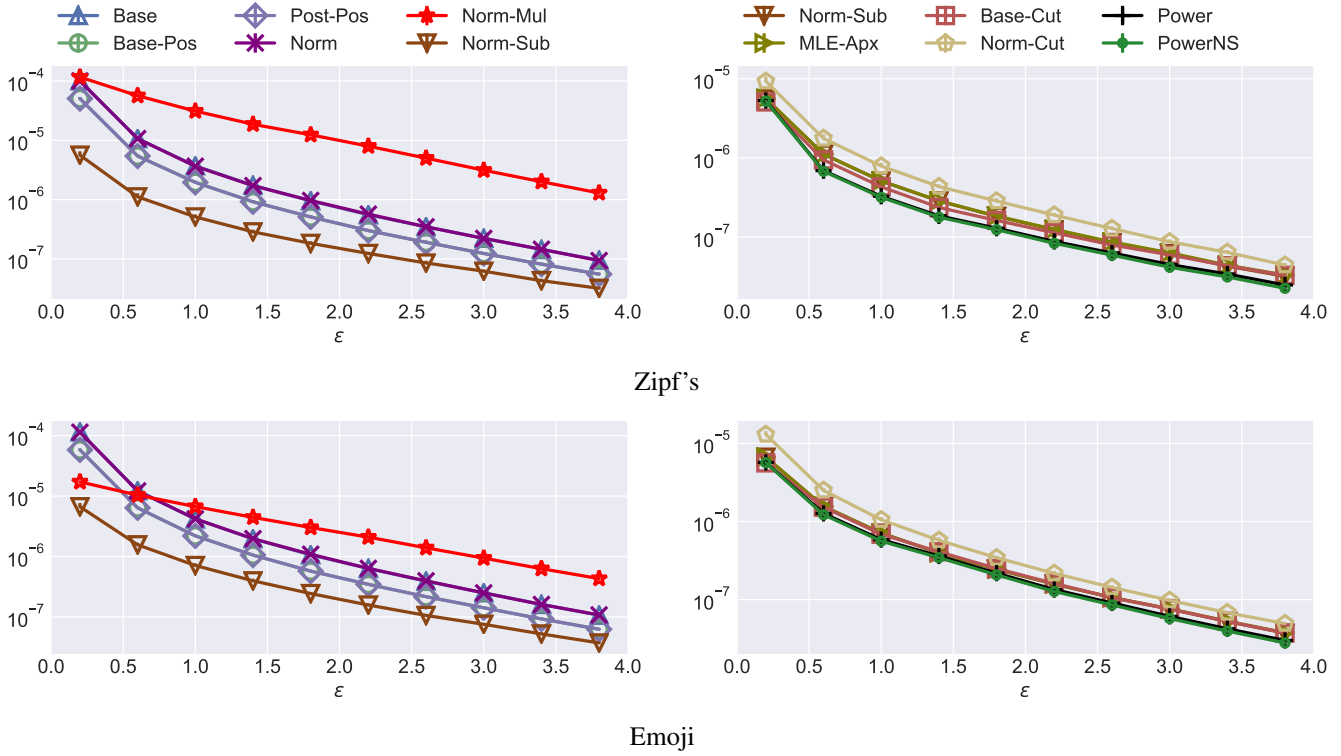 Base Post-Pos Norm-Mul Norm-Sub Base-Cut Power
Base-Pos Norm Norm-Sub MLE-Apx Norm-Cut PowerNS
10⁻⁴
10⁻⁵
10⁻⁶
10⁻⁷
0.0 0.5 1.0 1.5 2.0 2.5 3.0 3.5 4.0
ε
10⁻⁵
10⁻⁶
10⁻⁷
0.0 0.5 1.0 1.5 2.0 2.5 3.0 3.5 4.0
ε
Zipf's
10⁻⁴
10⁻⁵
10⁻⁶
10⁻⁷
0.0 0.5 1.0 1.5 2.0 2.5 3.0 3.5 4.0
ε
10⁻⁵
10⁻⁶
10⁻⁷
0.0 0.5 1.0 1.5 2.0 2.5 3.0 3.5 4.0
ε
Emoji